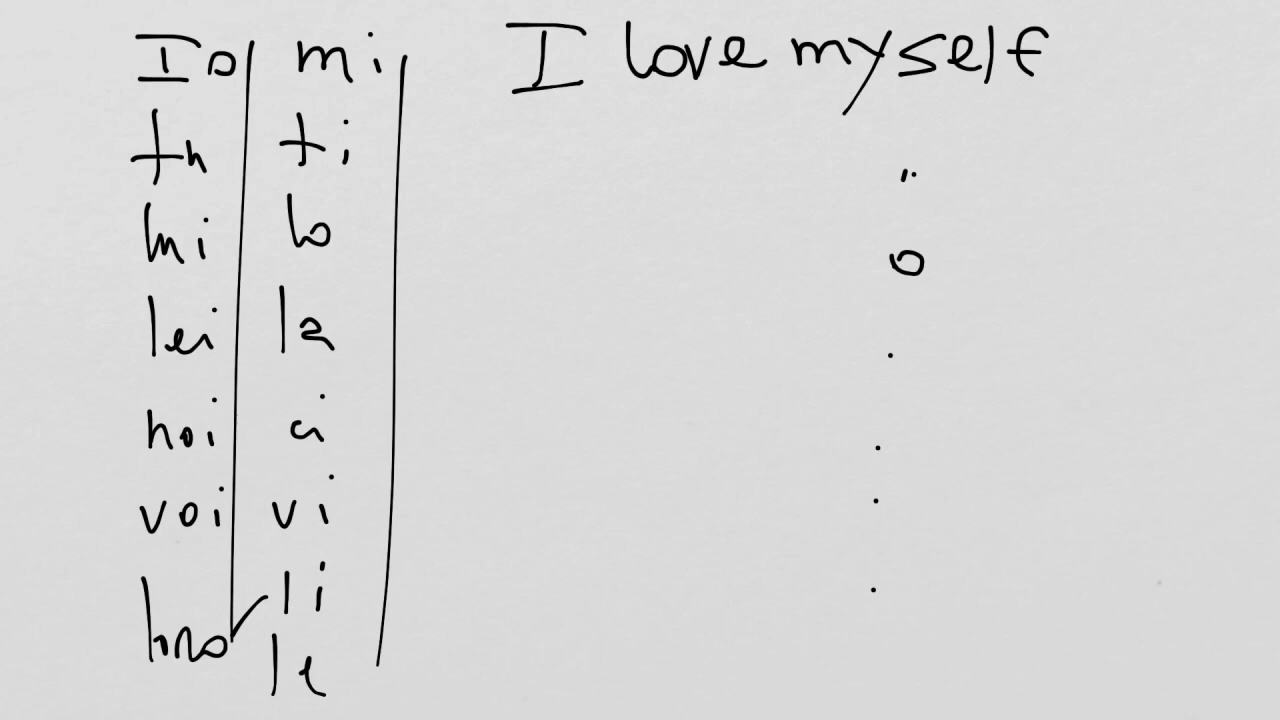 Io mi I love myself
tu ti "
lui lo o
lei la .
noi ci .
voi vi .
loro li .
le